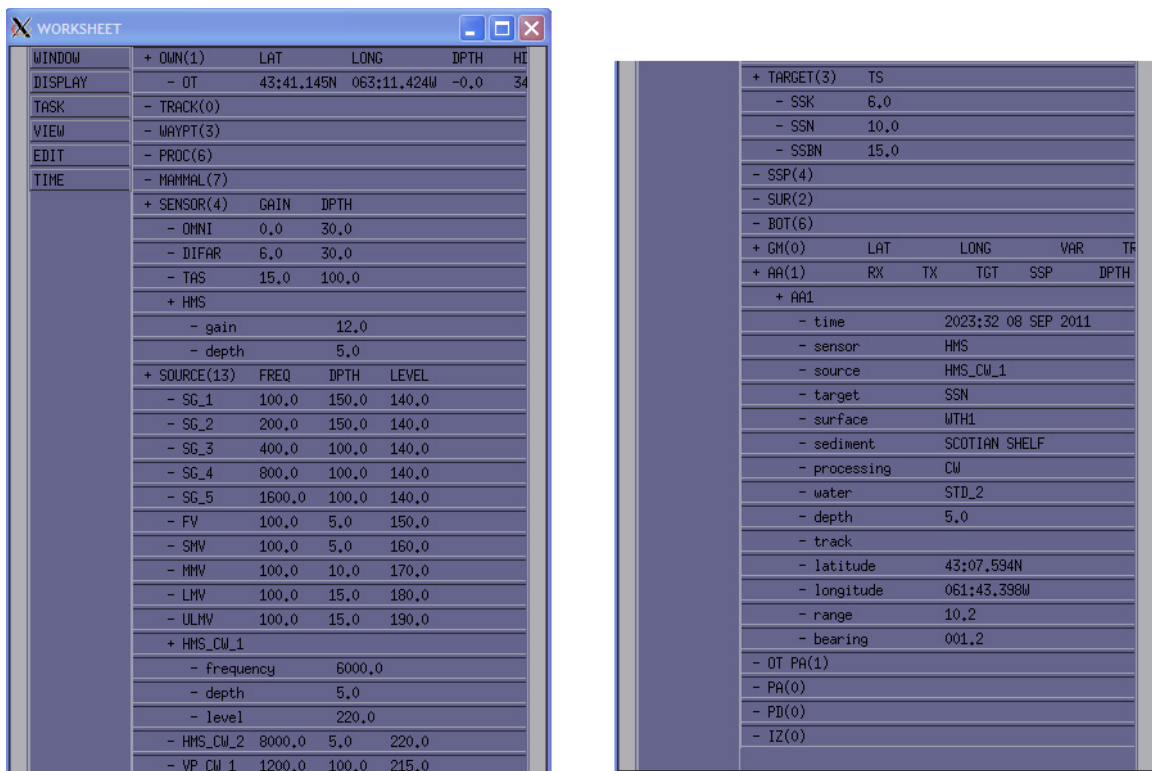 WORKSHEET
WINDOW
DISPLAY
TASK
VIEW
EDIT
TIME
+ OWN(1) LAT LONG DPTH HD
- OT 43:41.145N 063:11.424W -0.0 34
- TRACK(0)
- WAYPT(3)
- PROC(6)
- MAMMAL(7)
+ SENSOR(4) GAIN DPTH
- OMNI 0.0 30.0
- DIFAR 6.0 30.0
- TAS 15.0 100.0
+ HMS
- gain 12.0
- depth 5.0
+ SOURCE(13) FREQ DPTH LEVEL
- SG_1 100.0 150.0 140.0
- SG_2 200.0 150.0 140.0
- SG_3 400.0 100.0 140.0
- SG_4 800.0 100.0 140.0
- SG_5 1600.0 100.0 140.0
- FV 100.0 5.0 150.0
- SMV 100.0 5.0 160.0
- MMV 100.0 10.0 170.0
- LMV 100.0 15.0 180.0
- ULMV 100.0 15.0 190.0
+ HMS_CW_1
- frequency 6000.0
- depth 5.0
- level 220.0
- HMS_CW_2 8000.0 5.0 220.0
- VP_CW_1 1200.0 100.0 215.0
+ TARGET(3) TS
- SSK 6.0
- SSN 10.0
- SSBN 15.0
- SSP(4)
- SUR(2)
- BOT(6)
+ GM(0) LAT LONG VAR TR
+ AA(1) RX TX TGT SSP DPTH
+ AA1
- time 2023:32 08 SEP 2011
- sensor HMS
- source HMS_CW_1
- target SSN
- surface WTH1
- sediment SCOTIAN SHELF
- processing CW
- water STD_2
- depth 5.0
- track
- latitude 43:07.594N
- longitude 061:43.398W
- range 10.2
- bearing 001.2
- OT PA(1)
- PA(0)
- PD(0)
- IZ(0)